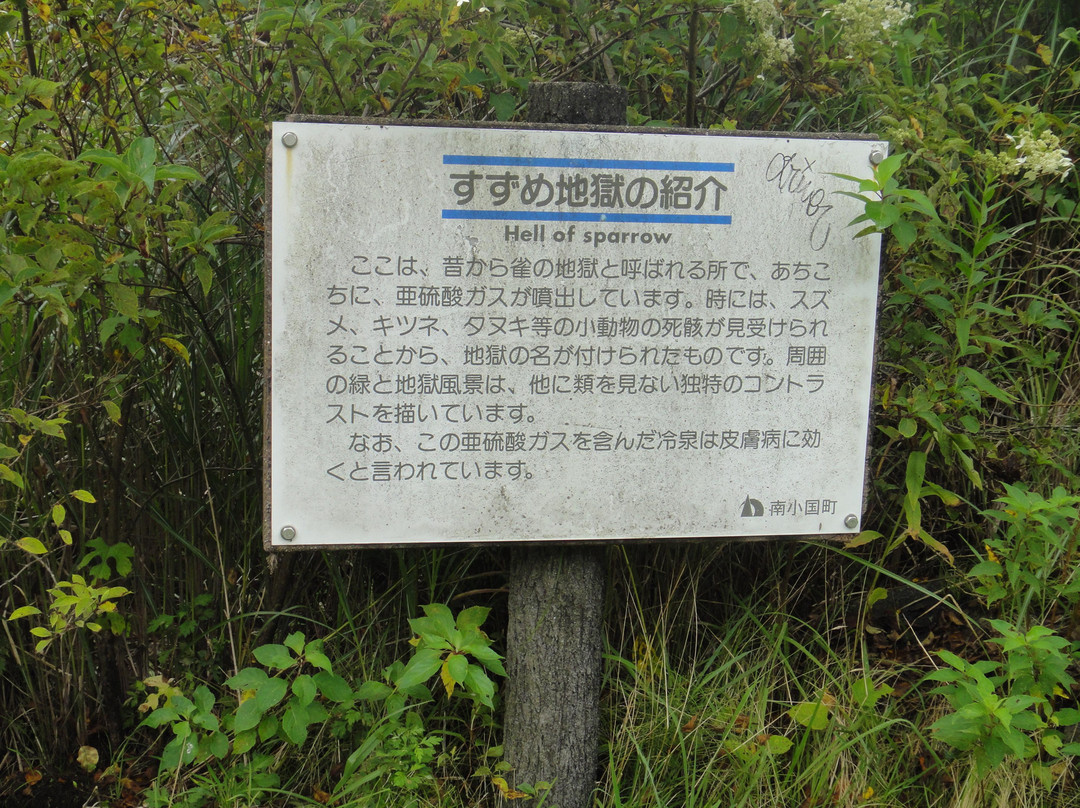 すずめ地獄の紹介
Hell of sparrow
ここは、昔から雀の地獄と呼ばれる所で、あちこ
ちに、亜硫酸ガスが噴出しています。時には、スズ
メ、キツネ、タヌキ等の小動物の死骸が見受けられ
ることから、地獄の名が付けられたものです。周囲
の緑と地獄風景は、他に類を見ない独特のコントラ
ストを描いています。
なお、この亜硫酸ガスを含んだ冷泉は皮膚病に効
くと言われています。
南小国町